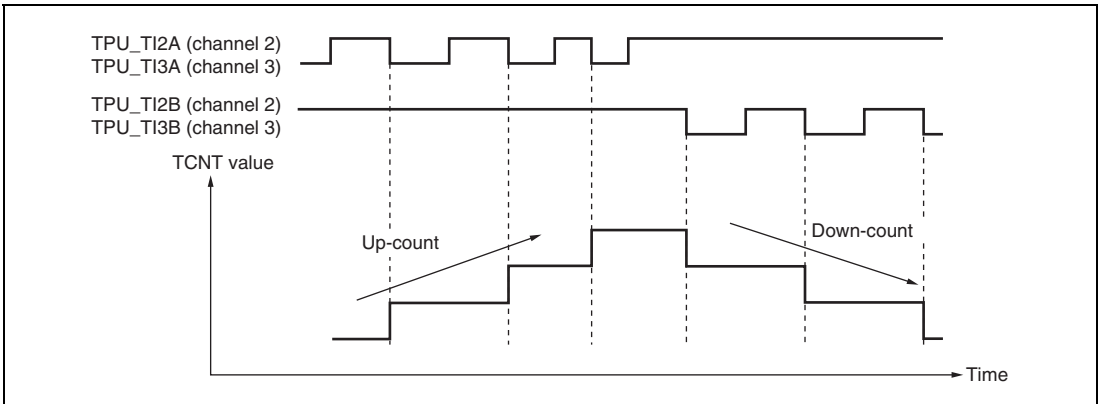 TPU_TI2A (channel 2)
TPU_TI3A (channel 3)
TPU_TI2B (channel 2)
TPU_TI3B (channel 3)
TCNT value
Up-count
Down-count
Time